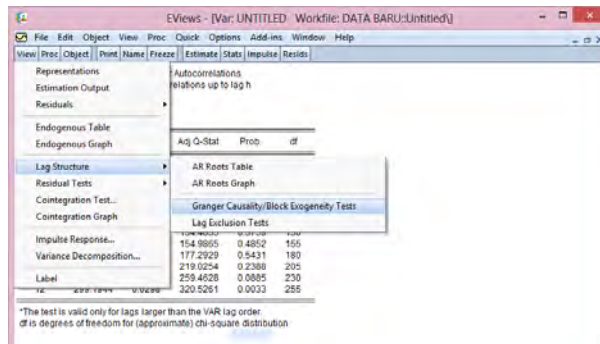 EViews - [Var: UNTITLED Workfile: DATA BARU::Untitled\]
File Edit Object View Proc Quick Options Add-ins Window Help
View Proc Object Print Name Freeze Estimate Stats Impulse Resids
Representations
Estimation Output
Residuals
Endogenous Table
Endogenous Graph
Lag Structure
Residual Tests
Cointegration Test...
Cointegration Graph
Impulse Response...
Variance Decomposition...
Label
Autocorrelations
relations up to lag h
Adj Q-Stat Prob. df
AR Roots Table
AR Roots Graph
Granger Causality/Block Exogeneity Tests
Lag Exclusion Tests
154.9865 0.4852 155
177.2929 0.5431 180
219.0254 0.2388 205
259.4628 0.0885 230
320.5261 0.0033 255
*The test is valid only for lags larger than the VAR lag order.
df is degrees of freedom for (approximate) chi-square distribution